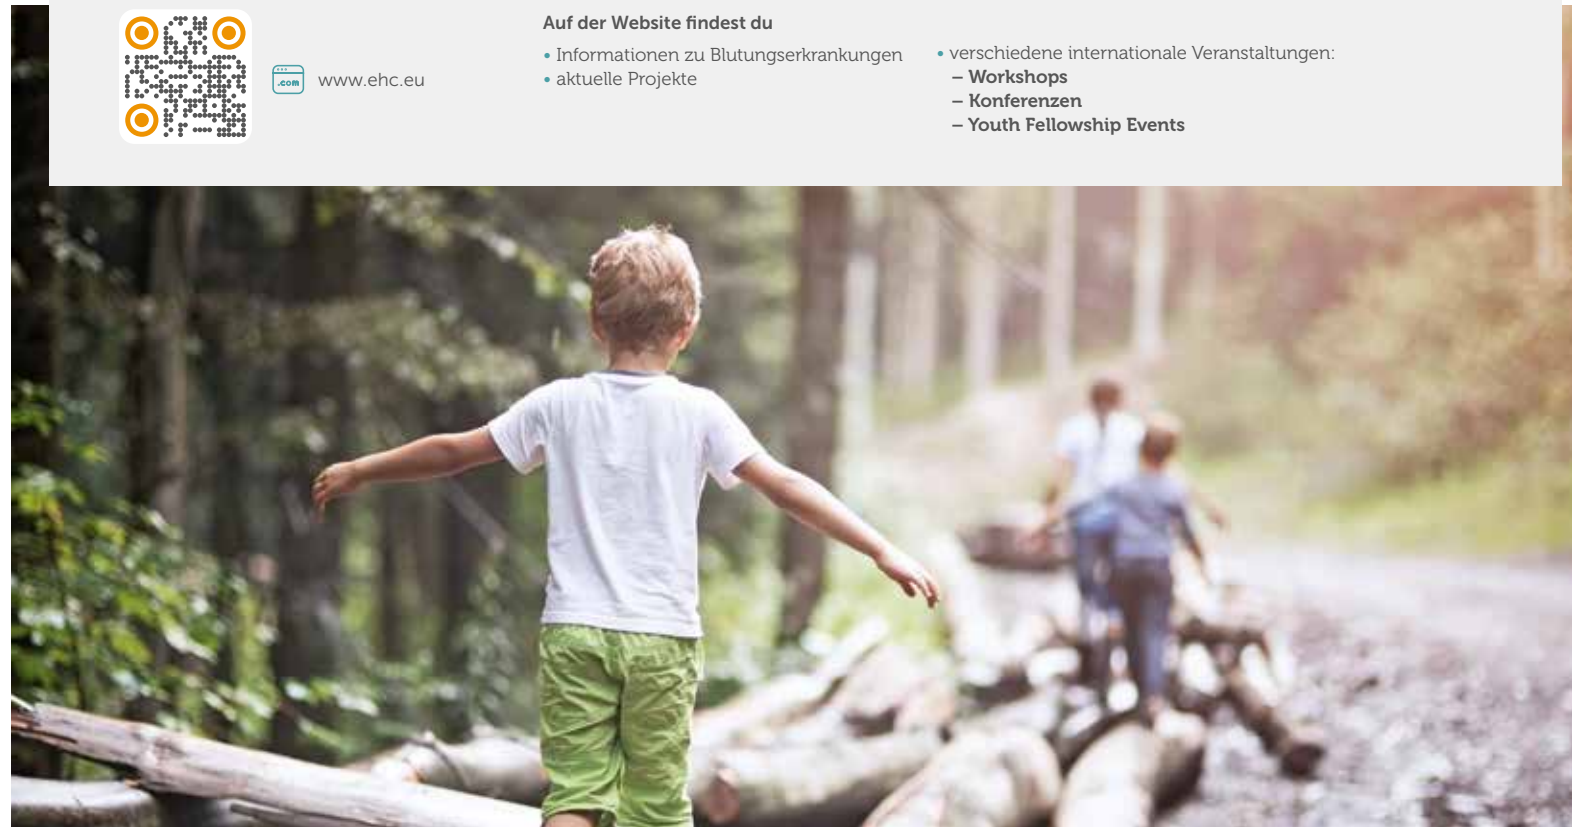 Auf der Website findest du
• Informationen zu Blutungserkrankungen
• aktuelle Projekte
• verschiedene internationale Veranstaltungen:
– Workshops
– Konferenzen
– Youth Fellowship Events
.com
www.ehc.eu